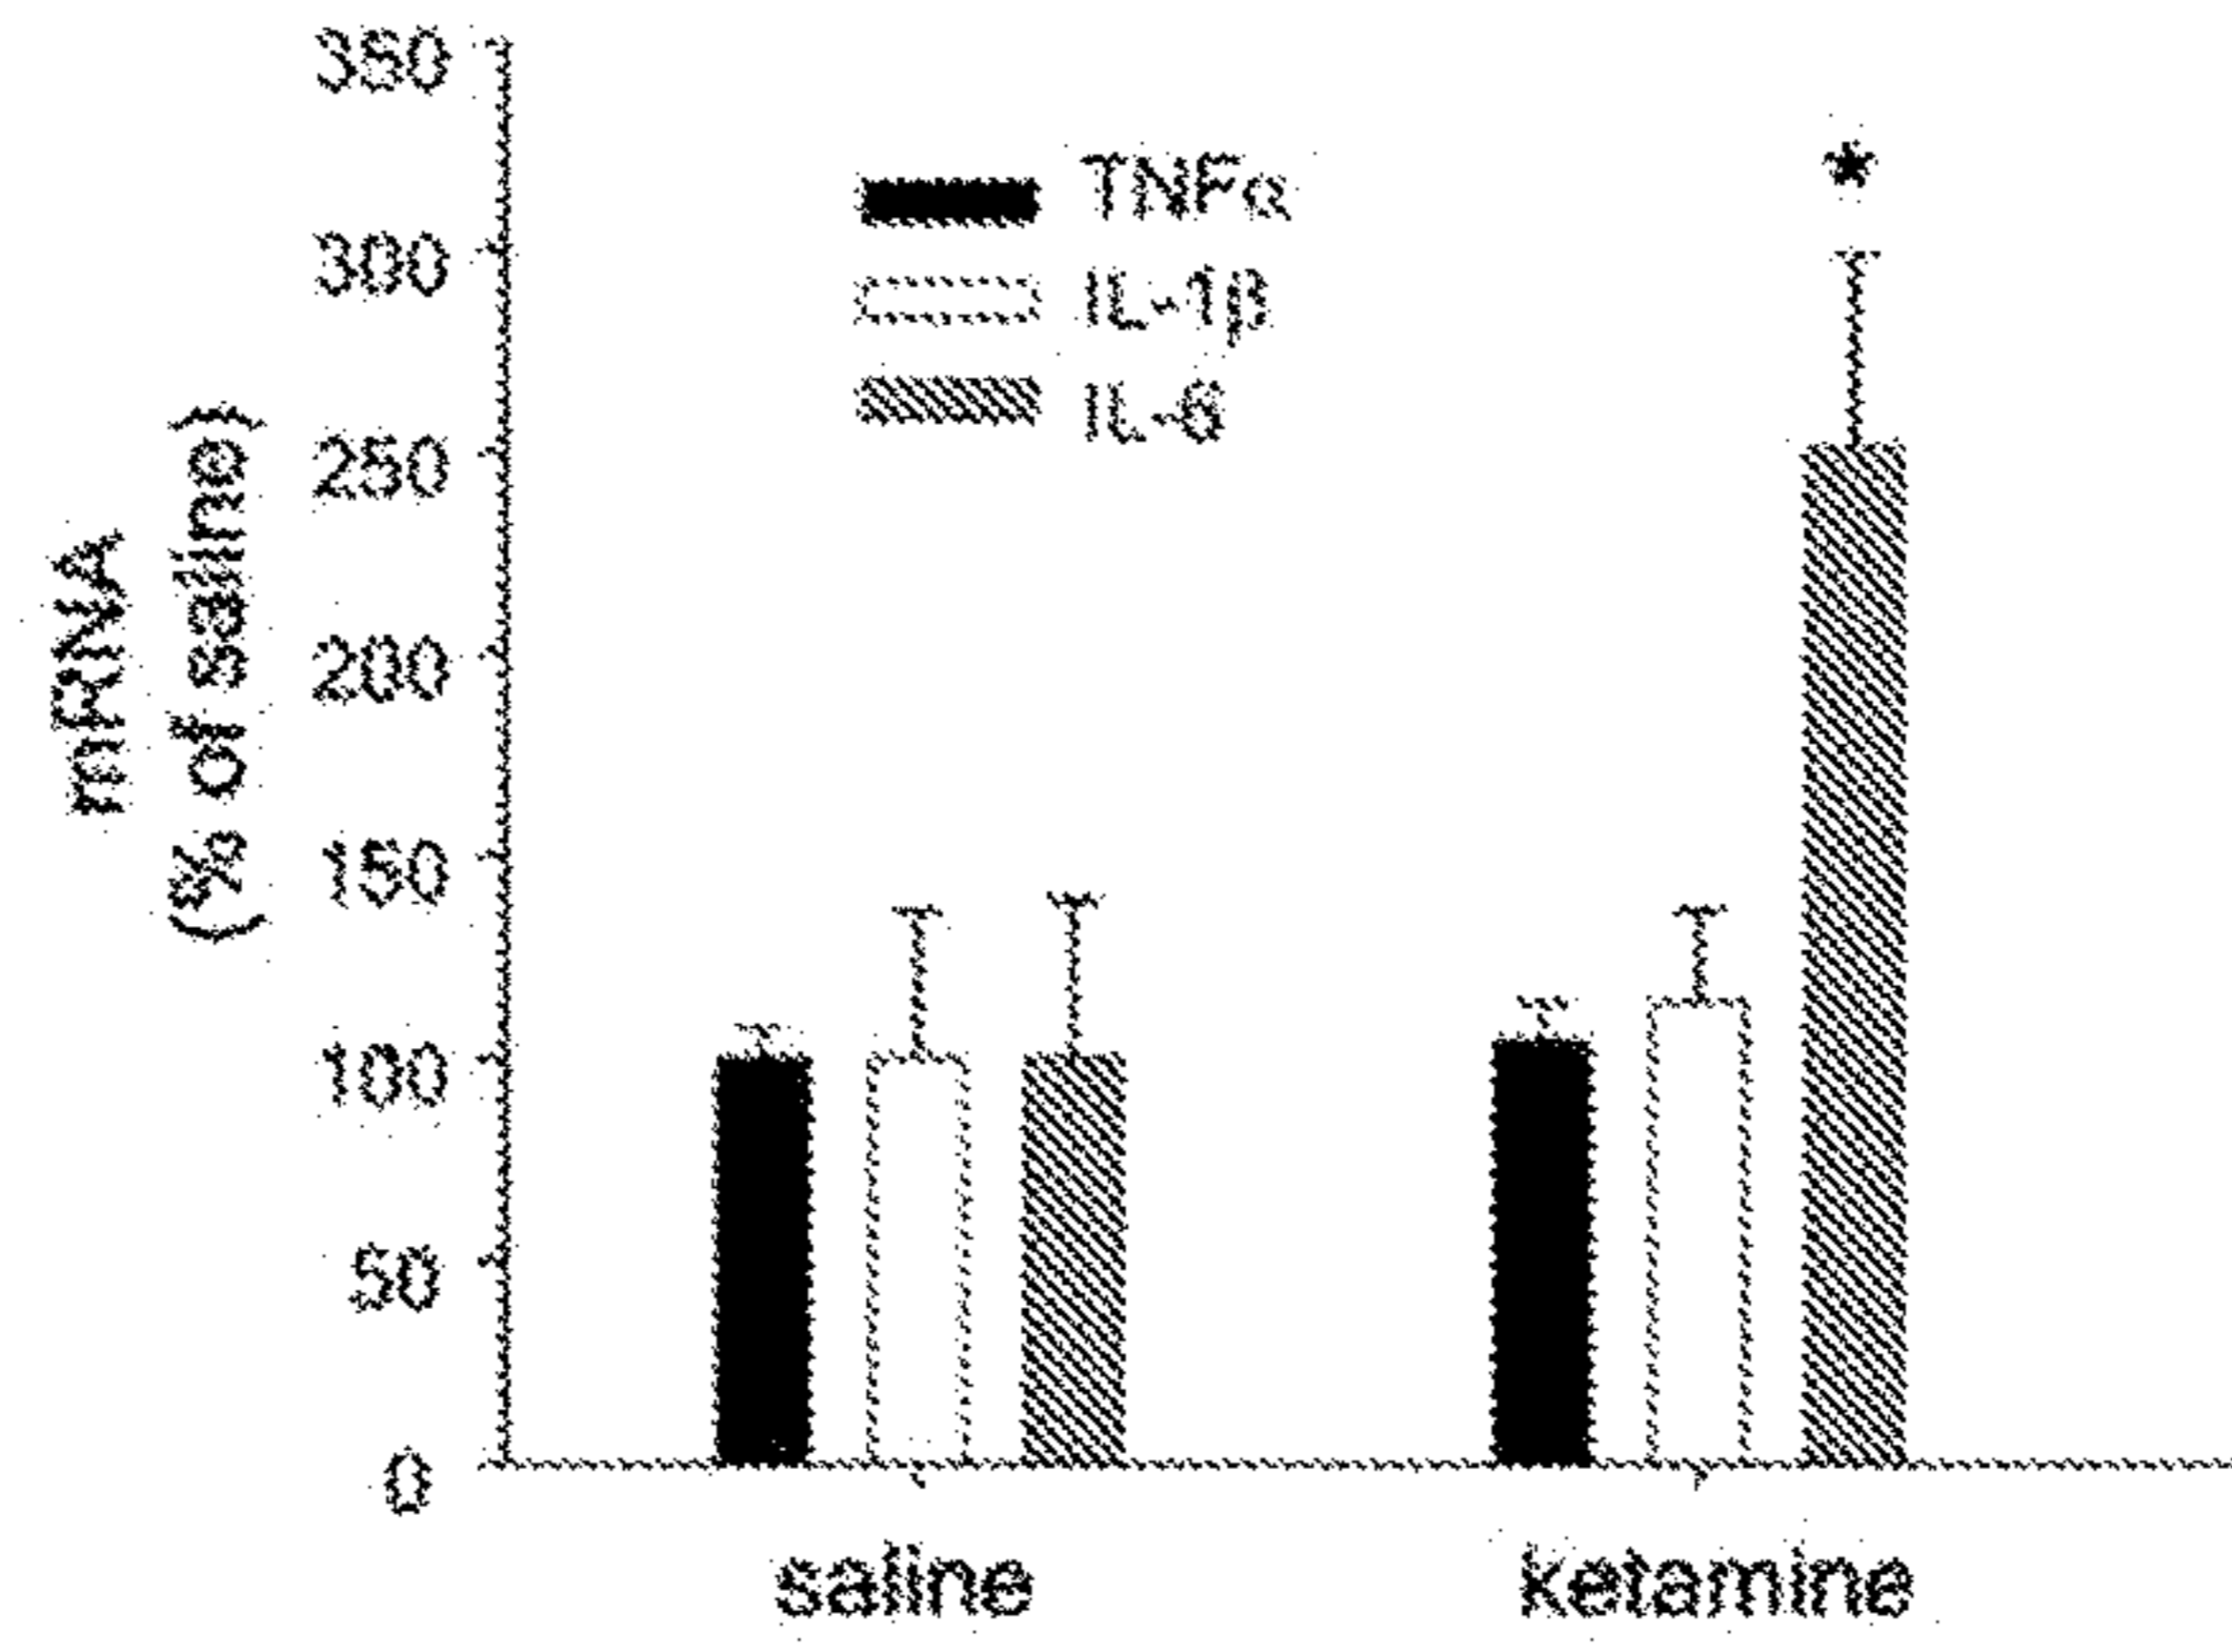 mRNA
(% of saline)
350
300
250
200
150
100
50
0
TNFα
IL-1β
IL-6
*
saline
ketamine